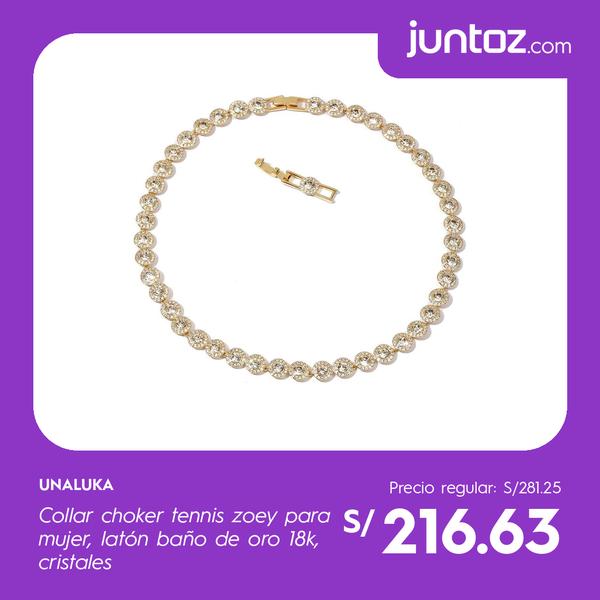 juntoz.com
UNALUKA
Collar choker tennis zoey para
mujer, latón baño de oro 18k,
cristales
Precio regular: S/281.25
S/ 216.63